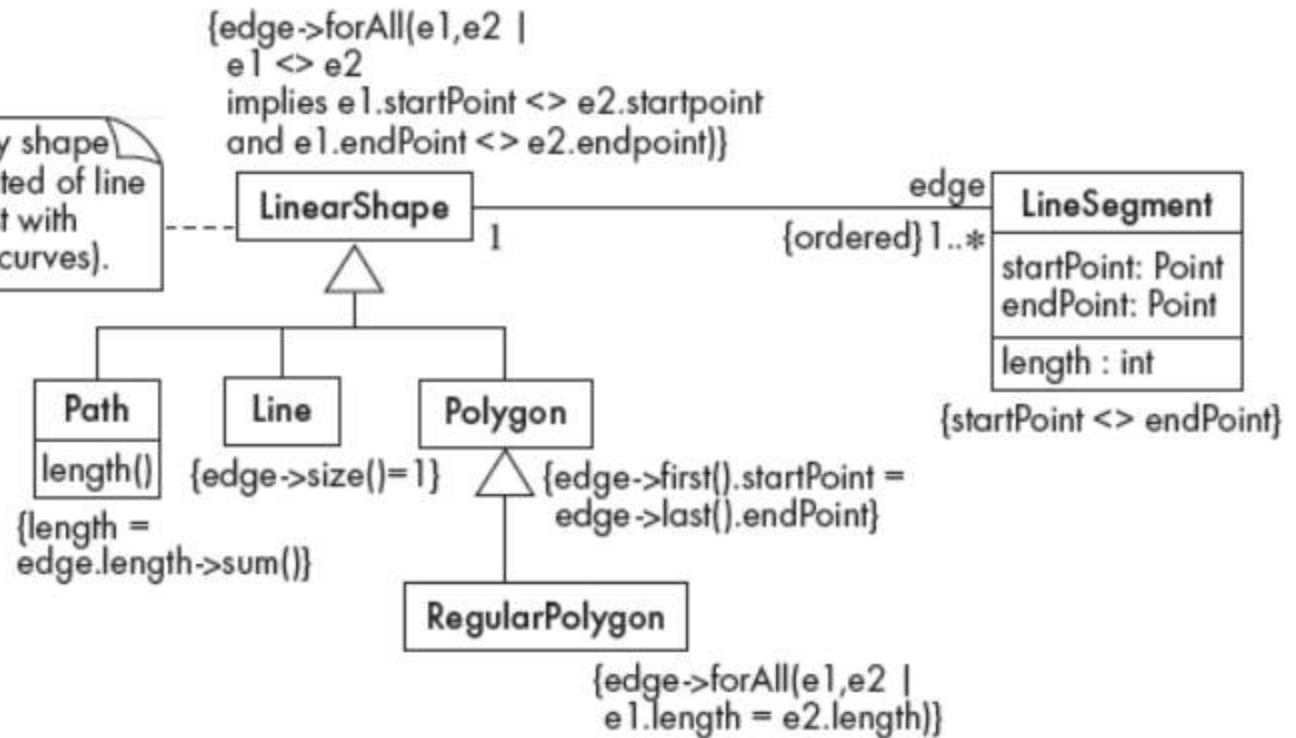 {edge->forAll(e1,e2 |
e1 <> e2
implies e1.startPoint <> e2.startpoint
and e1.endPoint <> e2.endpoint)}
y shape
ted of line
t with
curves).
LinearShape
1
edge
{ordered} 1..*
LineSegment
startPoint: Point
endPoint: Point
length : int
{startPoint <> endPoint}
Path
length()
{length =
edge.length->sum()}
Line
{edge->size()=1}
Polygon
{edge->first().startPoint =
edge->last().endPoint}
RegularPolygon
{edge->forAll(e1,e2 |
e1.length = e2.length)}